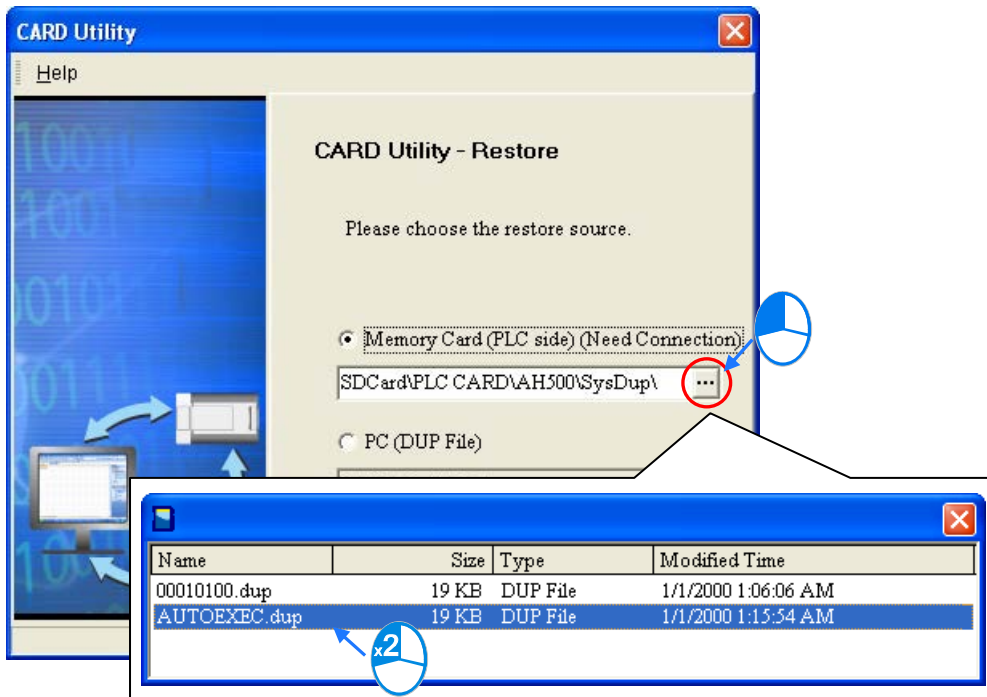 CARD Utility
Help
CARD Utility - Restore
Please choose the restore source.
Memory Card (PLC side) (Need Connection)
SDCard\PLC CARD\AH500\SysDup\ ...
PC (DUP File)
Name Size Type Modified Time
00010100.dup 19 KB DUP File 1/1/2000 1:06:06 AM
AUTOEXEC.dup 19 KB DUP File 1/1/2000 1:15:54 AM
x2